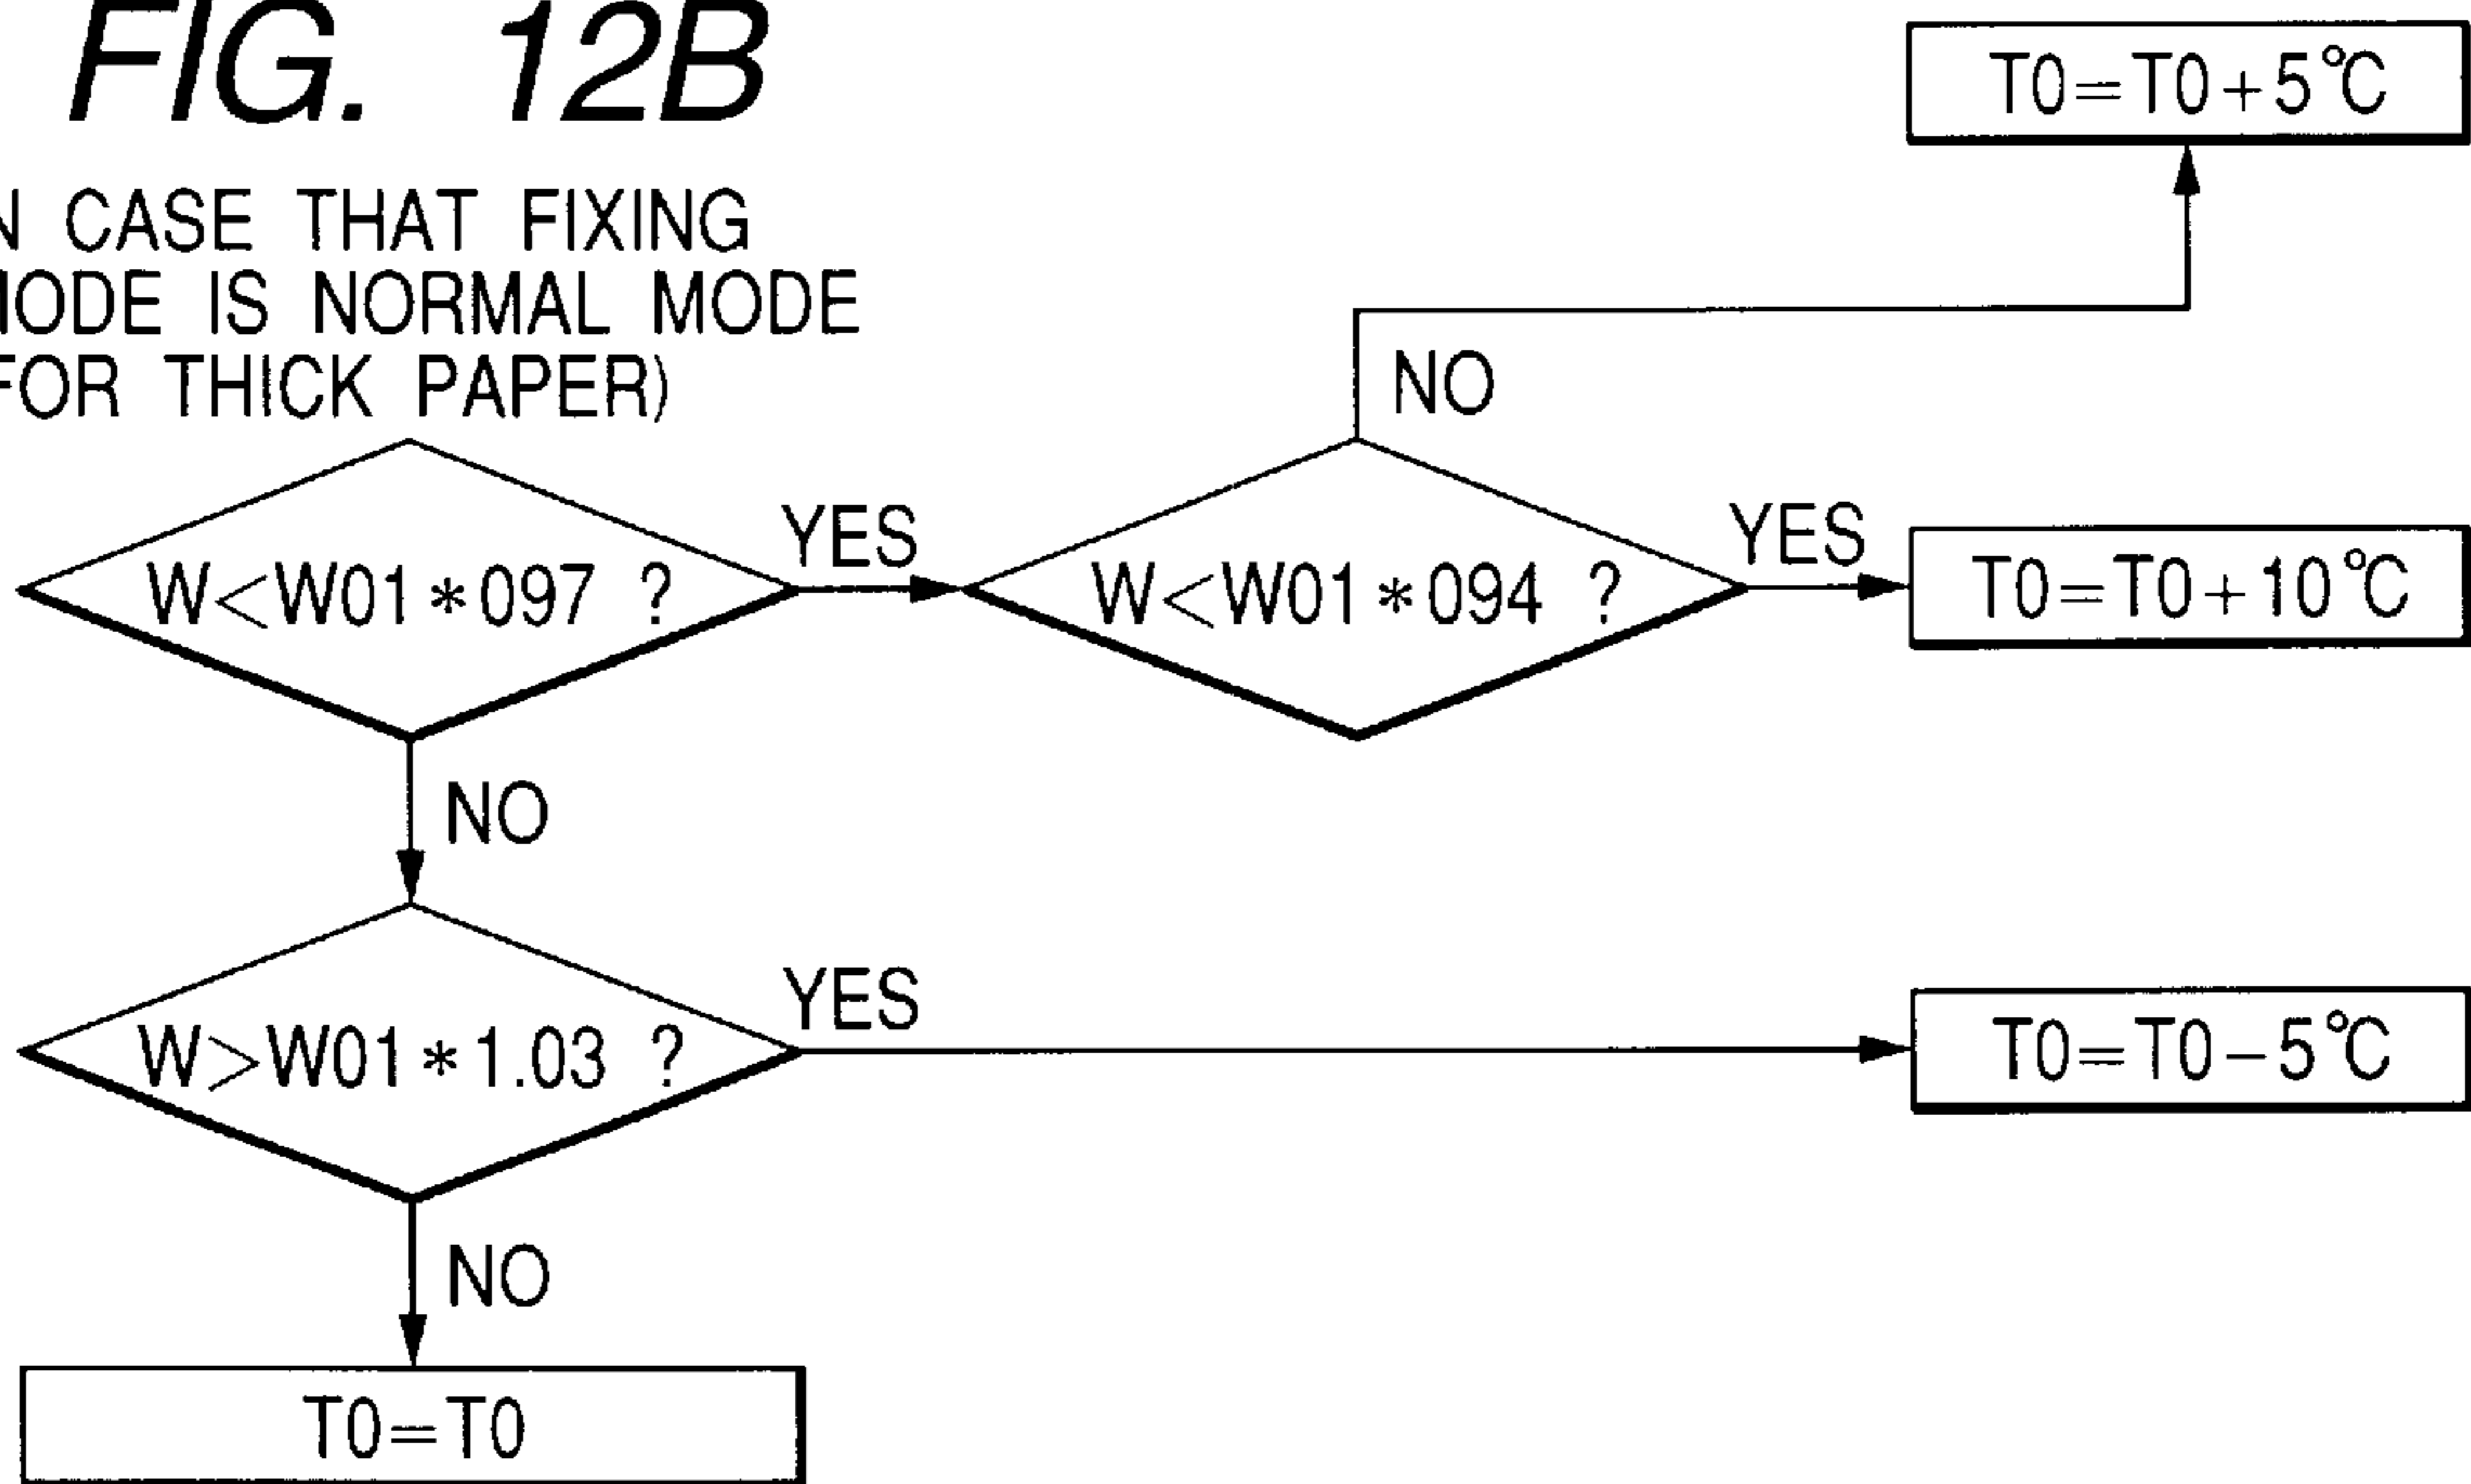 FIG. 12B
N CASE THAT FIXING
ODE IS NORMAL MODE
FOR THICK PAPER)
T0=T0+5℃
NO
W<W01*097 ?
YES
W<W01*094 ?
YES
T0=T0+10℃
NO
W>W01*1.03 ?
YES
T0=T0-5℃
NO
T0=T0